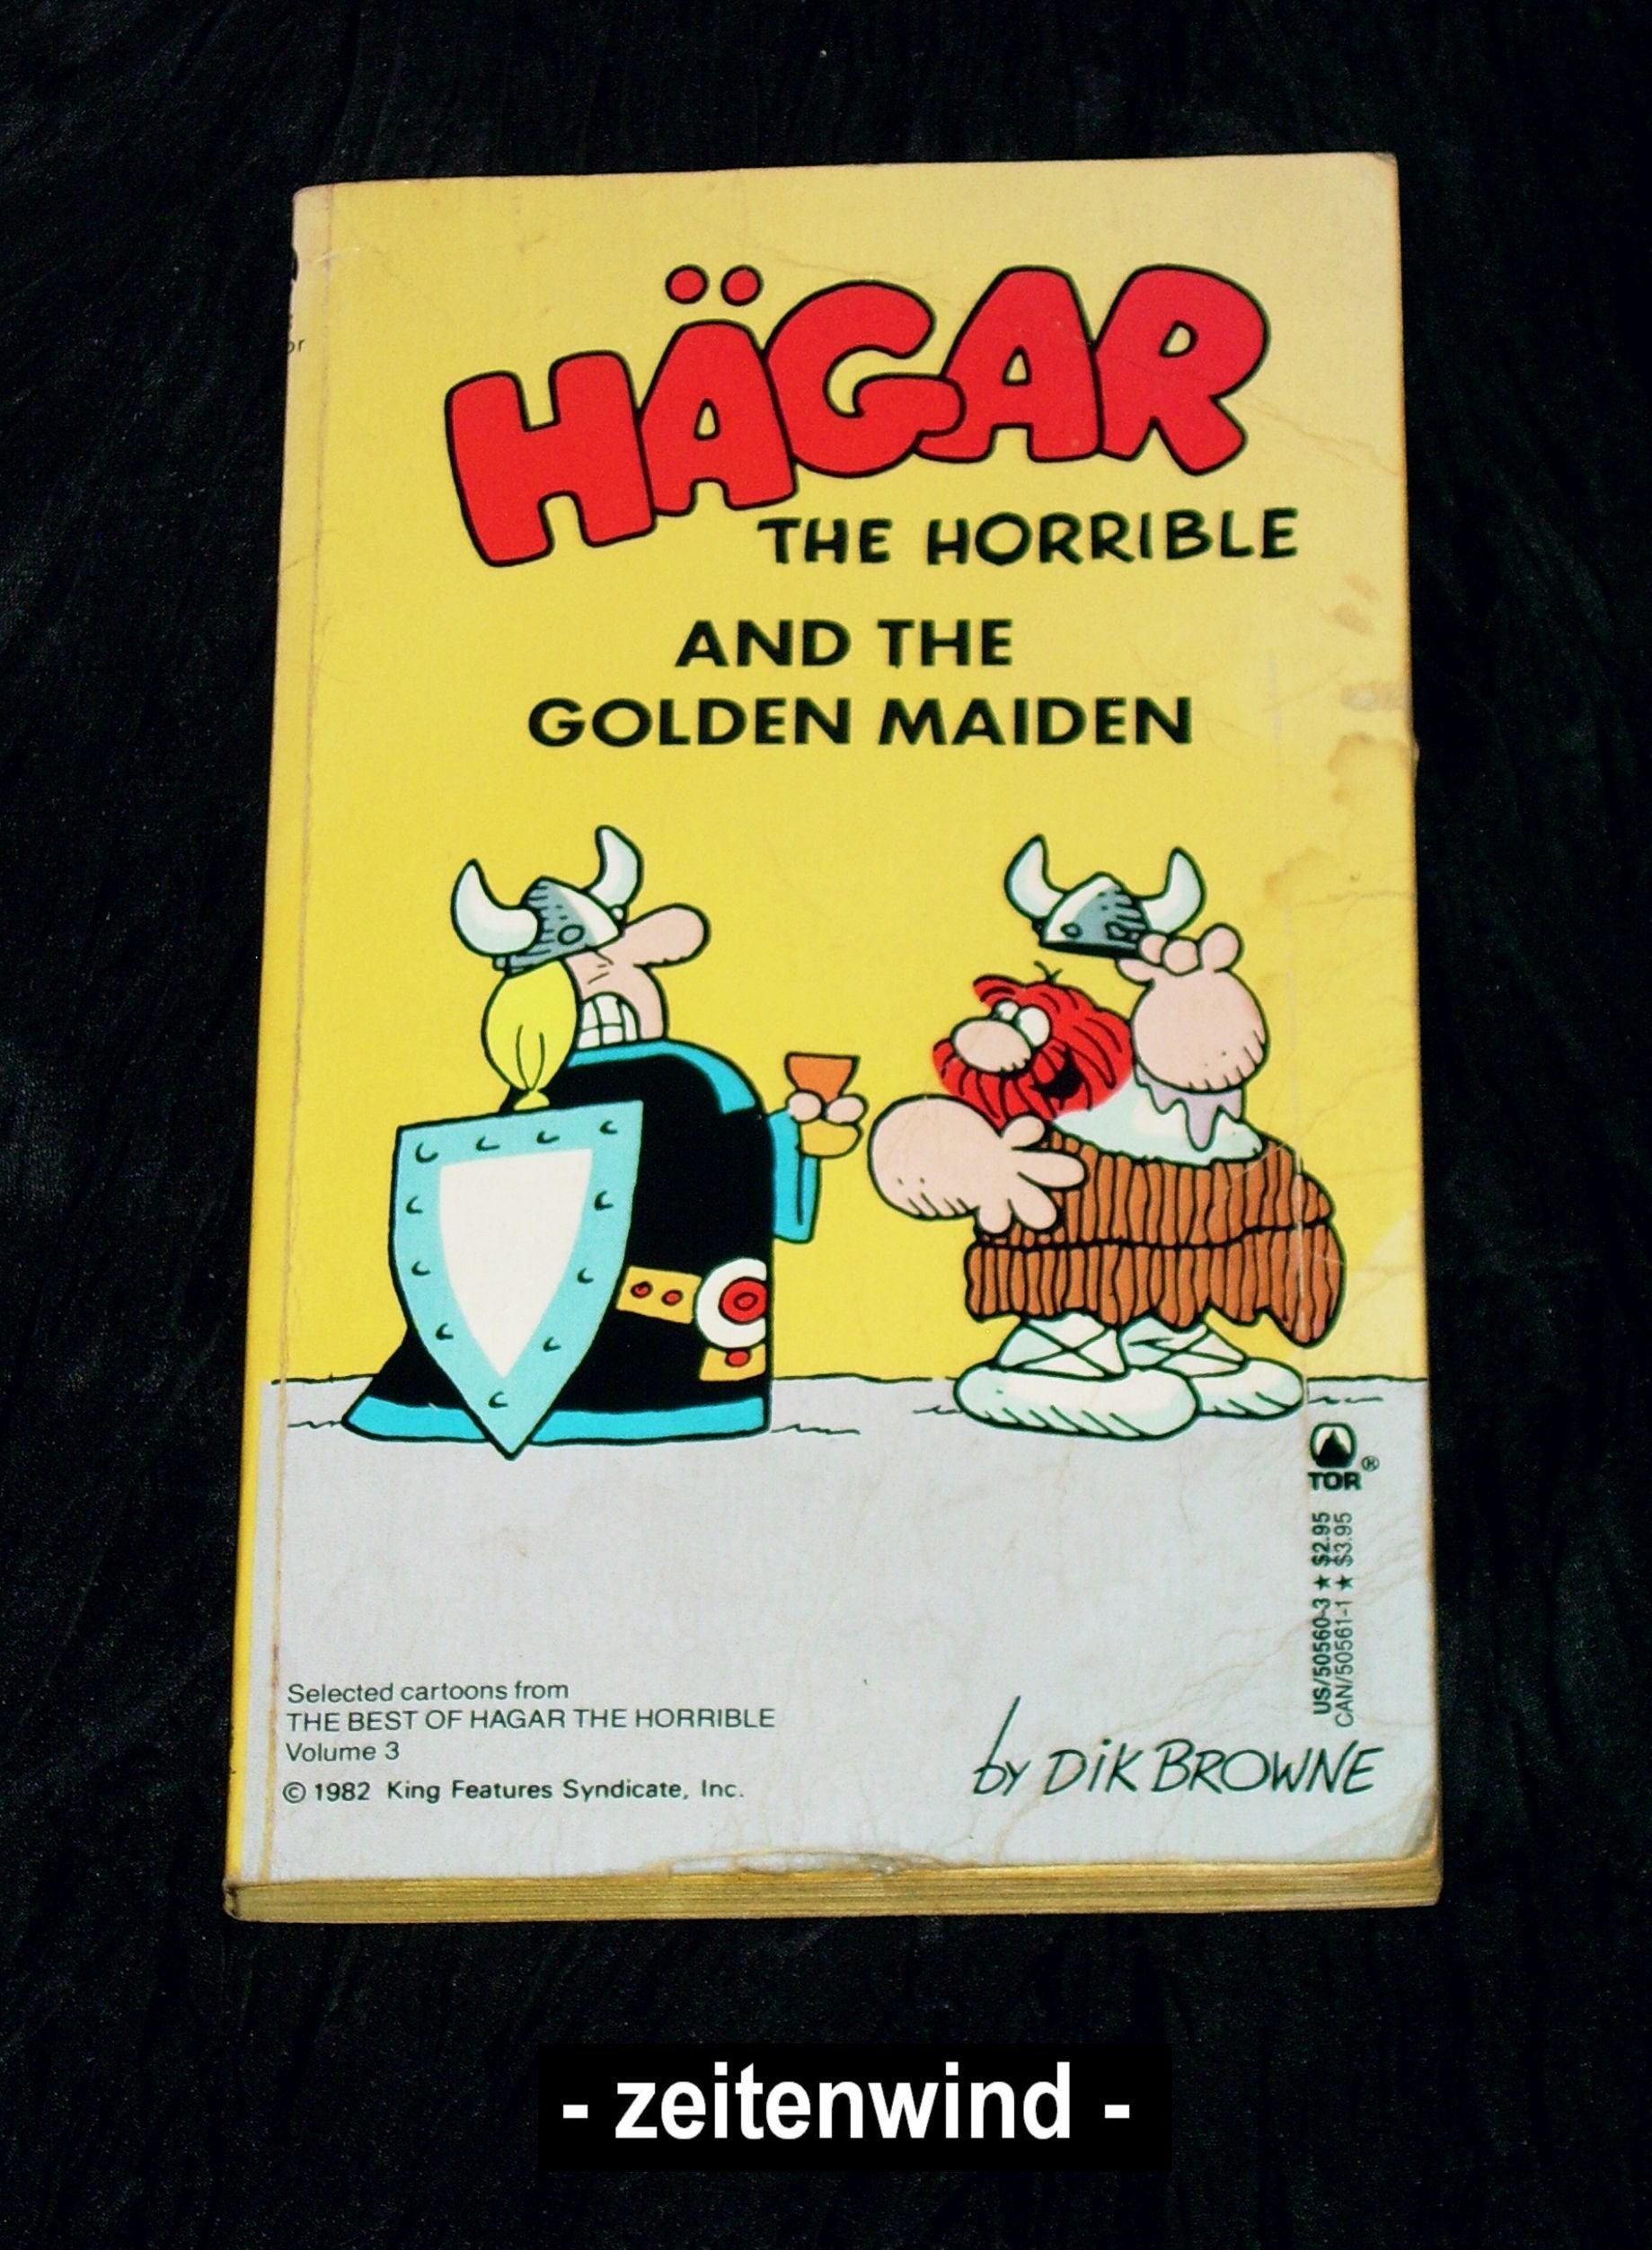 HÄGAR
THE HORRIBLE
AND THE
GOLDEN MAIDEN
TOR®
US/50560-3 ★ $2.95
CAN/50561-1 ★ $3.95
Selected cartoons from
THE BEST OF HAGAR THE HORRIBLE
Volume 3
© 1982 King Features Syndicate, Inc.
by DiK BROWNE
- zeitenwind -